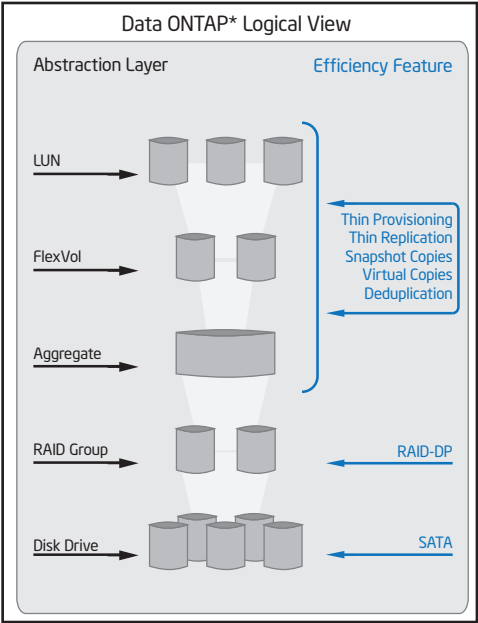 Data ONTAP* Logical View
Abstraction Layer
Efficiency Feature
LUN
FlexVol
Aggregate
RAID Group
Disk Drive
Thin Provisioning
Thin Replication
Snapshot Copies
Virtual Copies
Deduplication
RAID-DP
SATA